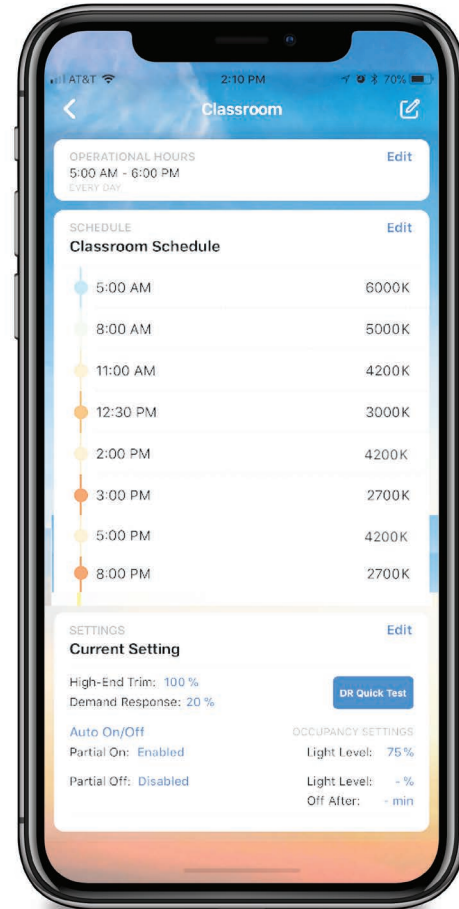 AT&T 2:10 PM 70%
Classroom
OPERATIONAL HOURS Edit
5:00 AM - 6:00 PM
EVERY DAY
SCHEDULE Edit
Classroom Schedule
5:00 AM 6000K
8:00 AM 5000K
11:00 AM 4200K
12:30 PM 3000K
2:00 PM 4200K
3:00 PM 2700K
5:00 PM 4200K
8:00 PM 2700K
SETTINGS Edit
Current Setting
High-End Trim: 100 %
Demand Response: 20 %
DR Quick Test
Auto On/Off OCCUPANCY SETTINGS
Partial On: Enabled Light Level: 75 %
Partial Off: Disabled Light Level: - %
Off After: - min